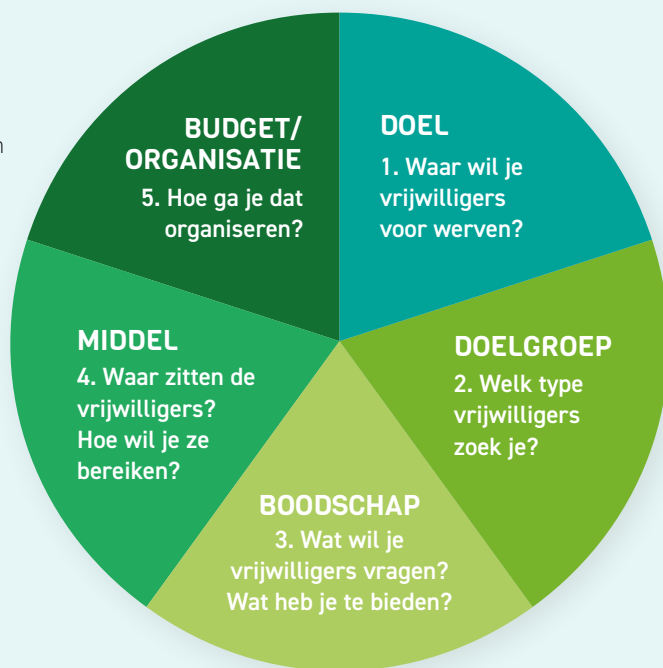 DOEL
1. Waar wil je
vrijwilligers
voor werven?
DOELGROEP
2. Welk type
vrijwilligers
zoek je?
BOODSCHAP
3. Wat wil je
vrijwilligers vragen?
Wat heb je te bieden?
MIDDEL
4. Waar zitten de
vrijwilligers?
Hoe wil je ze
bereiken?
BUDGET/
ORGANISATIE
5. Hoe ga je dat
organiseren?